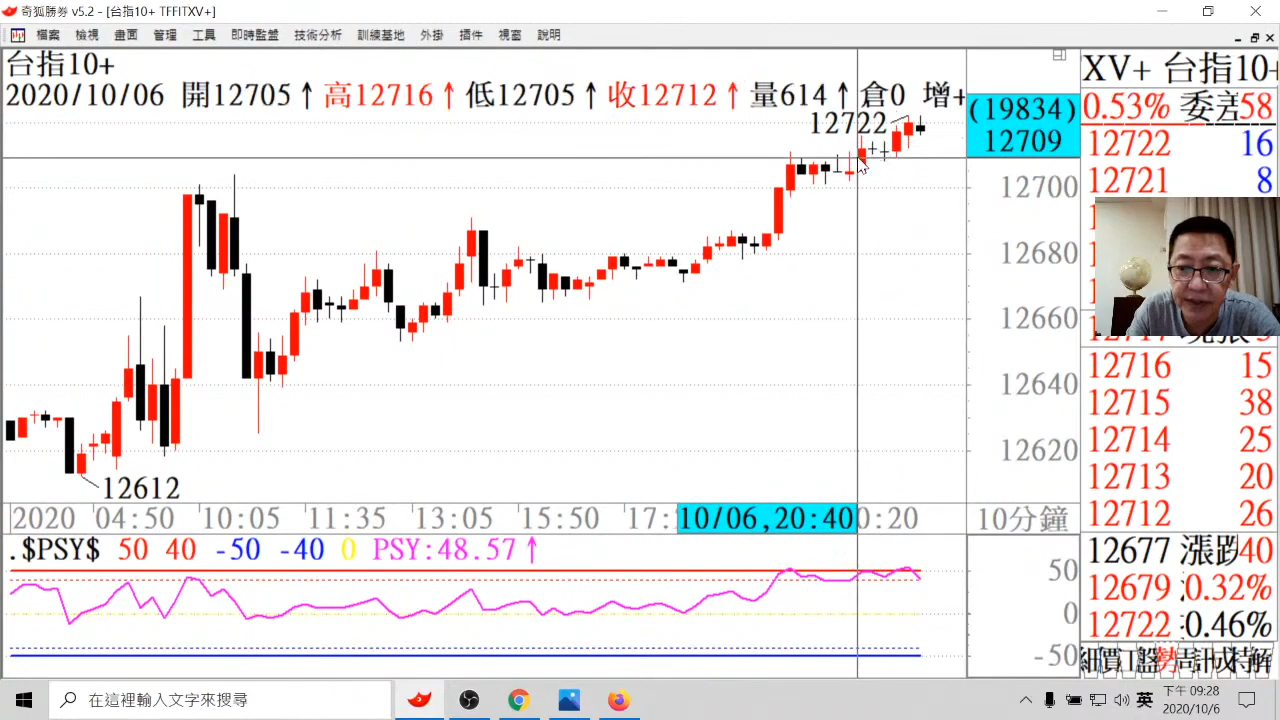 奇狐勝券 v5.2 - [台指10+ TFFITXV+]
檔案 檢視 畫面 管理 工具 即時監盤 技術分析 訓練基地 外掛 插件 視窗 說明
台指10+
2020/10/06 開12705↑ 高12716↑ 低12705↑ 收12712↑ 量614↑ 倉0 增+
12722
12612
(19834)
12709
12700
12680
12660
12640
12620
2020 04:50 10:05 11:35 13:05 15:50 17: 10/06,20:40 0:20 10分鐘
.$PSY$ 50 40 -50 -40 0 PSY:48.57↑
50
0
-50
XV+ 台指10+
0.53% 委差58
12722 16
12721 8
12716 15
12715 38
12714 25
12713 20
12712 26
12677 漲跌40
12679 0.32%
12722 0.46%
在這裡輸入文字來搜尋
英
下午 09:28
2020/10/6